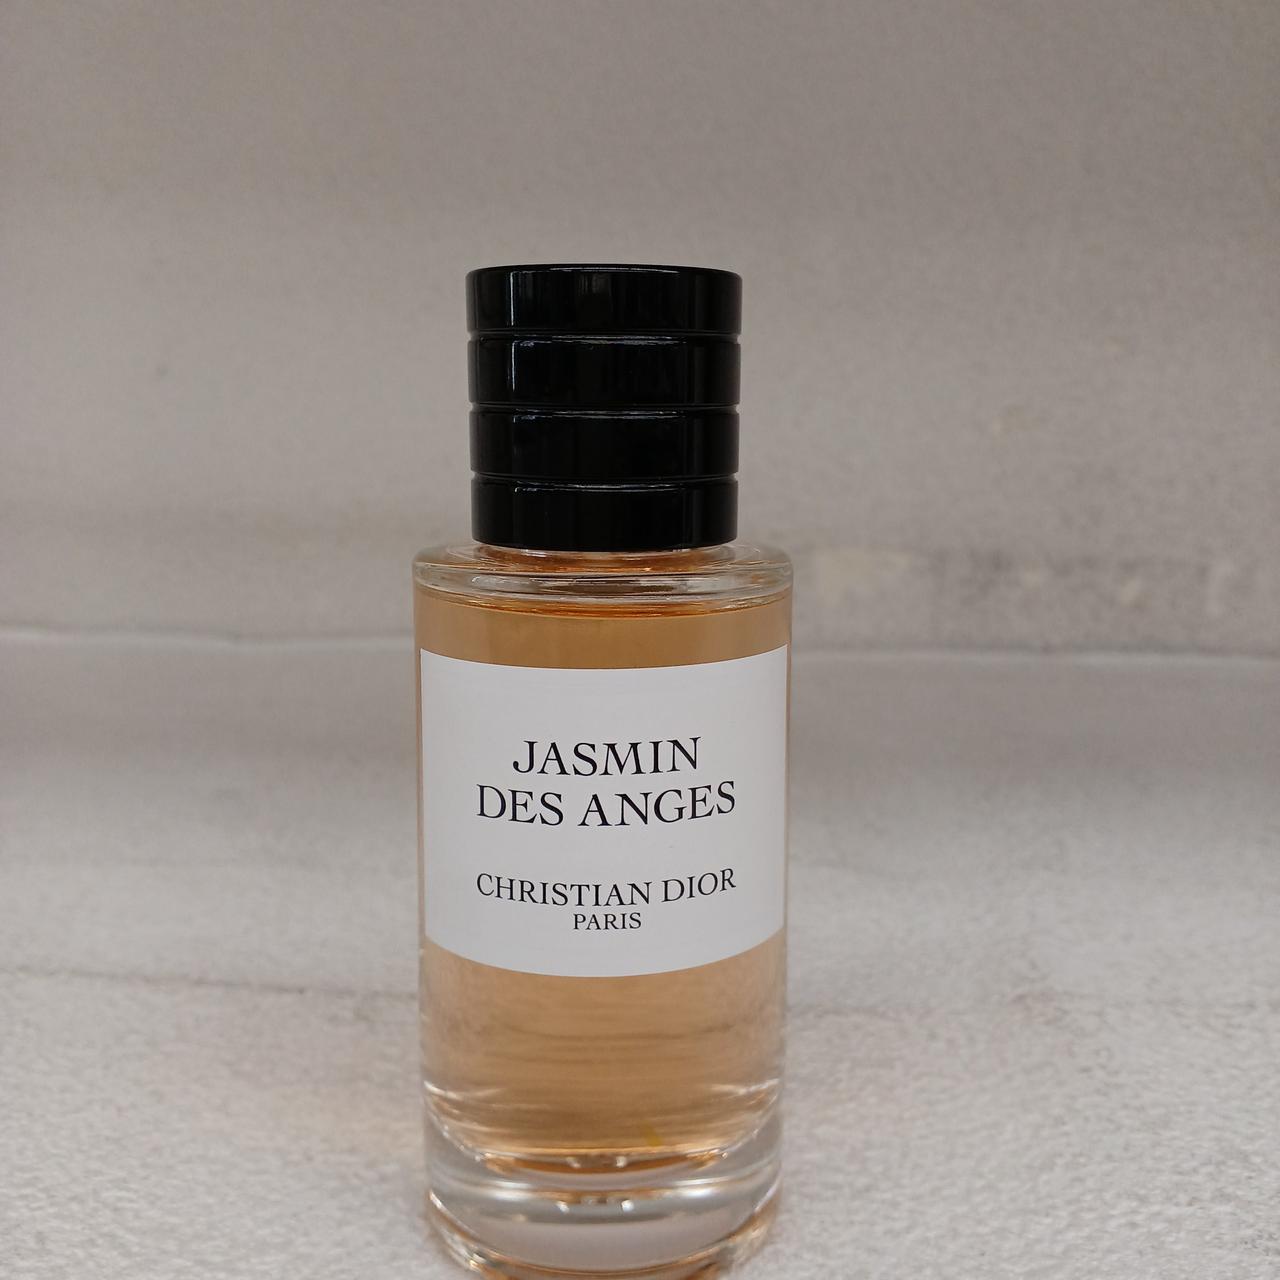 JASMIN
DES ANGES
CHRISTIAN DIOR
PARIS